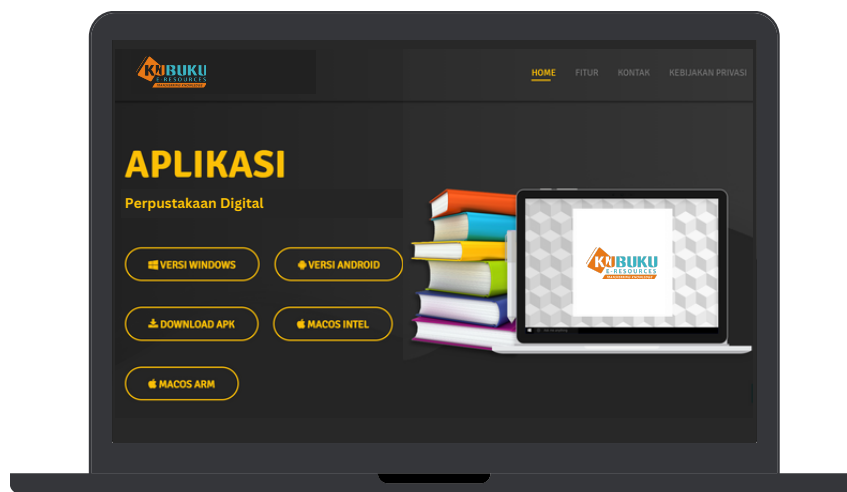 KUBUKU
E-RESOURCES
HOME FITUR KONTAK KEBIJAKAN PRIVASI
APLIKASI
Perpustakaan Digital
VERSI WINDOWS VERSI ANDROID
DOWNLOAD APK MACOS INTEL
MACOS ARM
KUBUKU
E-RESOURCES